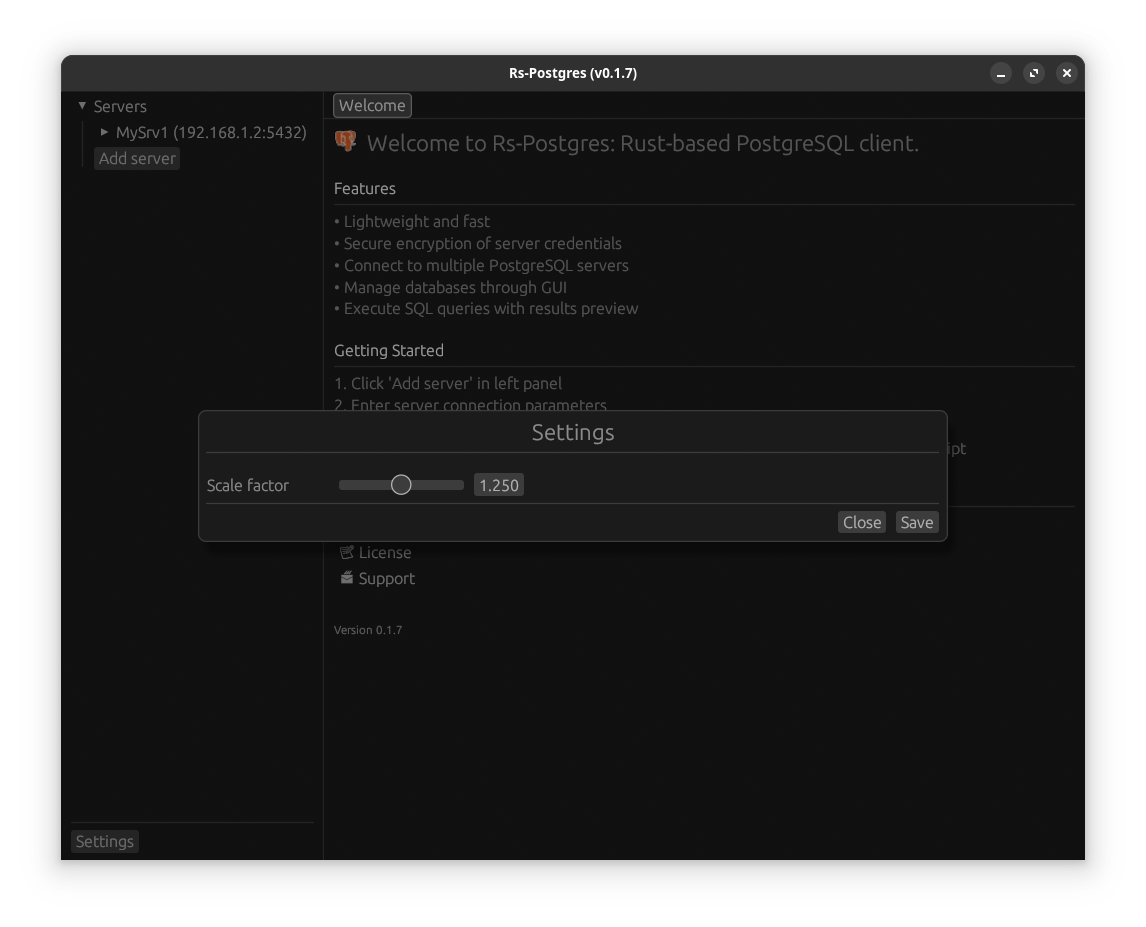 Rs-Postgres (v0.1.7)
Servers
MySrv1 (192.168.1.2:5432)
Add server
Settings
Welcome
Welcome to Rs-Postgres: Rust-based PostgreSQL client.
Features
• Lightweight and fast
• Secure encryption of server credentials
• Connect to multiple PostgreSQL servers
• Manage databases through GUI
• Execute SQL queries with results preview
Getting Started
1. Click 'Add server' in left panel
2. Enter server connection parameters
Settings
Scale factor 1.250
Close Save
License
Support
Version 0.1.7